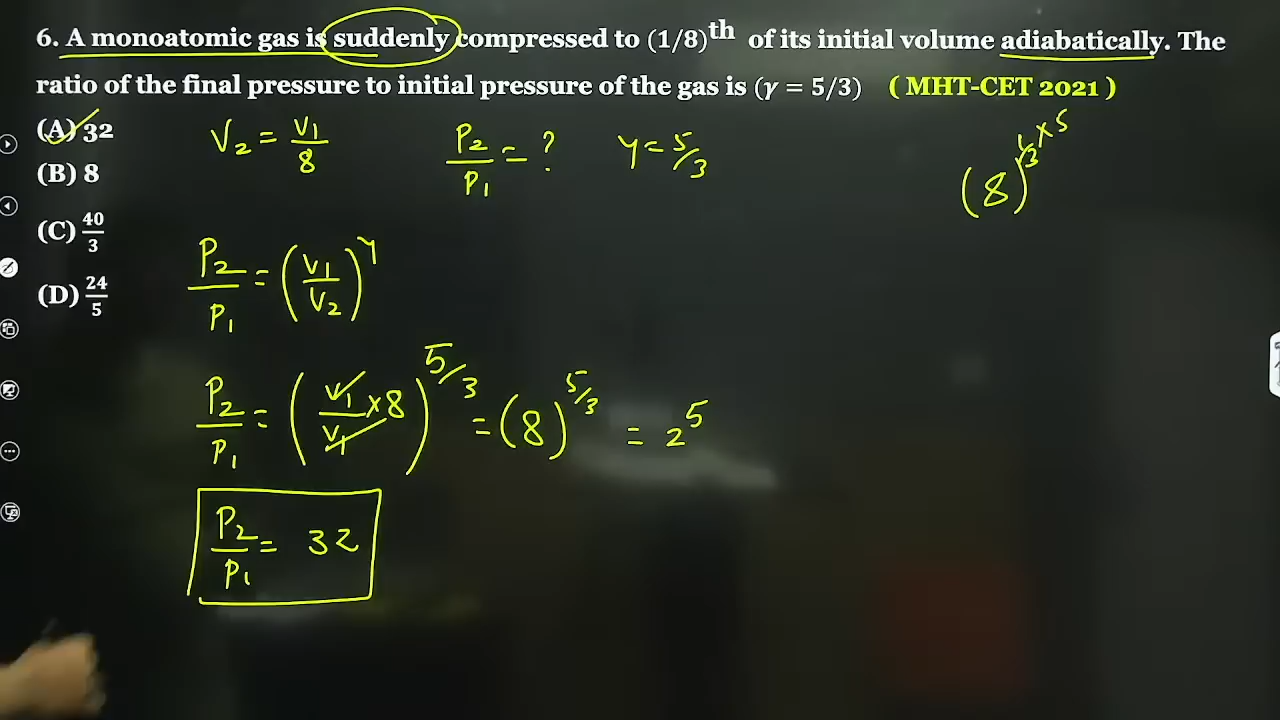 6. A monoatomic gas is suddenly compressed to (1/8)th of its initial volume adiabatically. The
ratio of the final pressure to initial pressure of the gas is (γ = 5/3) ( MHT-CET 2021 )
(A) 32
(B) 8
(C) 40/3
(D) 24/5
V₂ = V₁/8 P₂/P₁ = ? γ = 5/3
(8)^(1/3 × 5)
P₂/P₁ = (V₁/V₂)^γ
P₂/P₁ = (V₁/V₁ × 8)^(5/3) = (8)^(5/3) = 2⁵
P₂/P₁ = 32